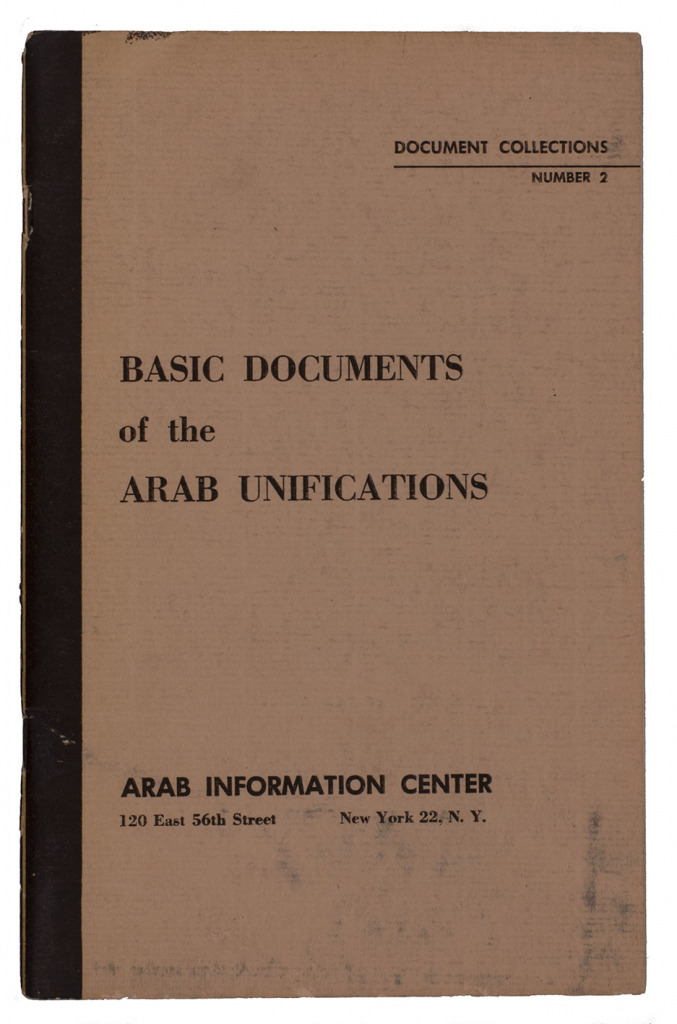 DOCUMENT COLLECTIONS
NUMBER 2
BASIC DOCUMENTS
of the
ARAB UNIFICATIONS
ARAB INFORMATION CENTER
120 East 56th Street New York 22, N. Y.